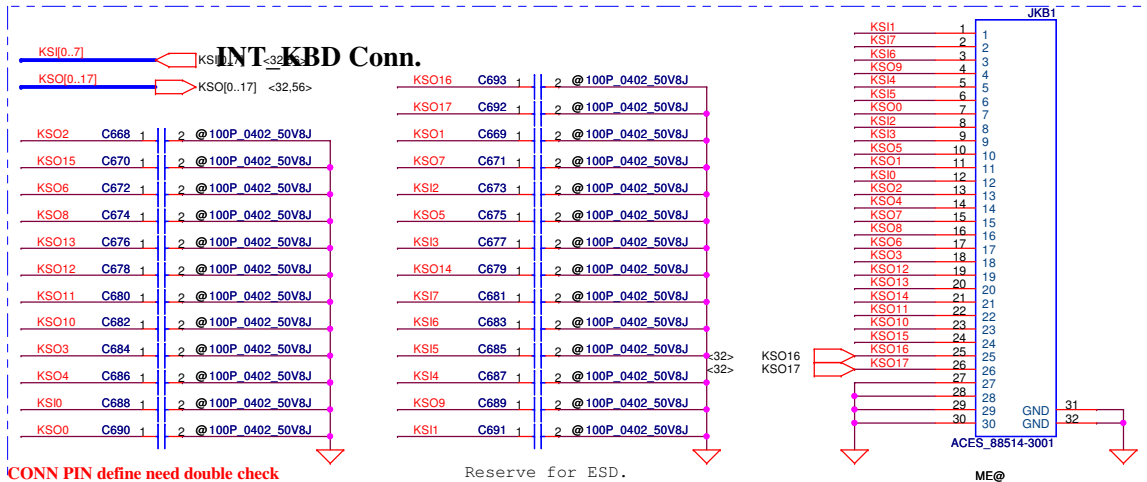 INT_KBD Conn.
KSI[0..7] KSI[0..7] <32,56>
KSO[0..17] KSO[0..17] <32,56>
KSO2 C668 1 2 @100P_0402_50V8J
KSO15 C670 1 2 @100P_0402_50V8J
KSO6 C672 1 2 @100P_0402_50V8J
KSO8 C674 1 2 @100P_0402_50V8J
KSO13 C676 1 2 @100P_0402_50V8J
KSO12 C678 1 2 @100P_0402_50V8J
KSO11 C680 1 2 @100P_0402_50V8J
KSO10 C682 1 2 @100P_0402_50V8J
KSO3 C684 1 2 @100P_0402_50V8J
KSO4 C686 1 2 @100P_0402_50V8J
KSI0 C688 1 2 @100P_0402_50V8J
KSO0 C690 1 2 @100P_0402_50V8J
CONN PIN define need double check
KSO16 C693 1 2 @100P_0402_50V8J
KSO17 C692 1 2 @100P_0402_50V8J
KSO1 C669 1 2 @100P_0402_50V8J
KSO7 C671 1 2 @100P_0402_50V8J
KSI2 C673 1 2 @100P_0402_50V8J
KSO5 C675 1 2 @100P_0402_50V8J
KSI3 C677 1 2 @100P_0402_50V8J
KSO14 C679 1 2 @100P_0402_50V8J
KSI7 C681 1 2 @100P_0402_50V8J
KSI6 C683 1 2 @100P_0402_50V8J
KSI5 C685 1 2 @100P_0402_50V8J
KSI4 C687 1 2 @100P_0402_50V8J
KSO9 C689 1 2 @100P_0402_50V8J
KSI1 C691 1 2 @100P_0402_50V8J
Reserve for ESD.
JKB1
KSI1 1 1
KSI7 2 2
KSI6 3 3
KSO9 4 4
KSI4 5 5
KSI5 6 6
KSO0 7 7
KSI2 8 8
KSI3 9 9
KSO5 10 10
KSO1 11 11
KSI0 12 12
KSO2 13 13
KSO4 14 14
KSO7 15 15
KSO8 16 16
KSO6 17 17
KSO3 18 18
KSO12 19 19
KSO13 20 20
KSO14 21 21
KSO11 22 22
KSO10 23 23
KSO15 24 24
<32> KSO16 KSO16 25 25
<32> KSO17 KSO17 26 26
27 27
28 28
29 29 GND 31
30 30 GND 32
ACES_88514-3001
ME@